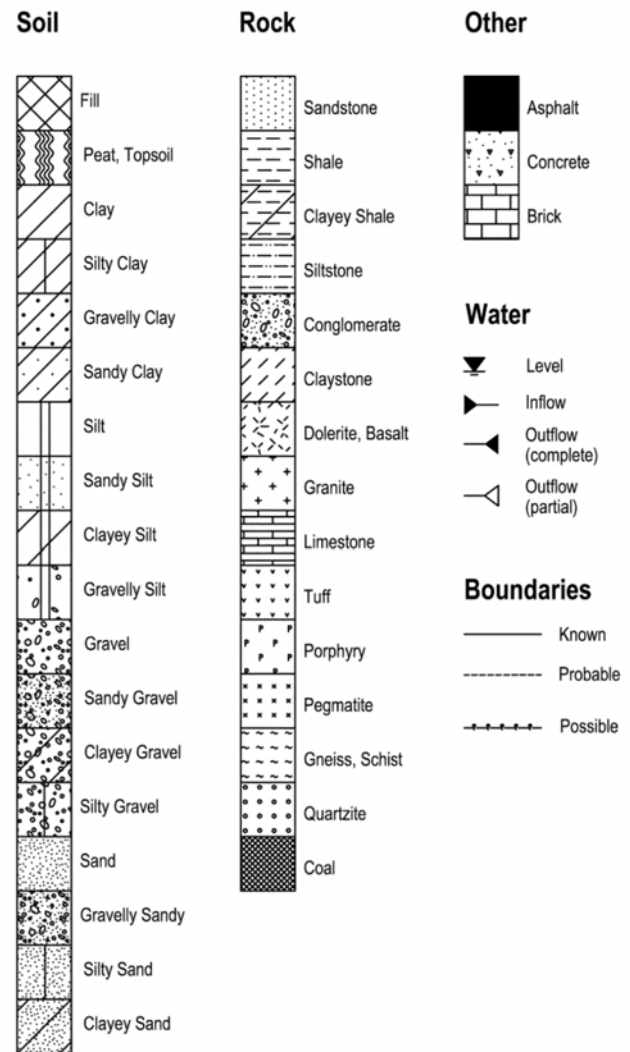 Soil
Fill
Peat, Topsoil
Clay
Silty Clay
Gravelly Clay
Sandy Clay
Silt
Sandy Silt
Clayey Silt
Gravelly Silt
Gravel
Sandy Gravel
Clayey Gravel
Silty Gravel
Sand
Gravelly Sandy
Silty Sand
Clayey Sand
Rock
Sandstone
Shale
Clayey Shale
Siltstone
Conglomerate
Claystone
Dolerite, Basalt
Granite
Limestone
Tuff
Porphyry
Pegmatite
Gneiss, Schist
Quartzite
Coal
Other
Asphalt
Concrete
Brick
Water
Level
Inflow
Outflow
(complete)
Outflow
(partial)
Boundaries
Known
Probable
Possible